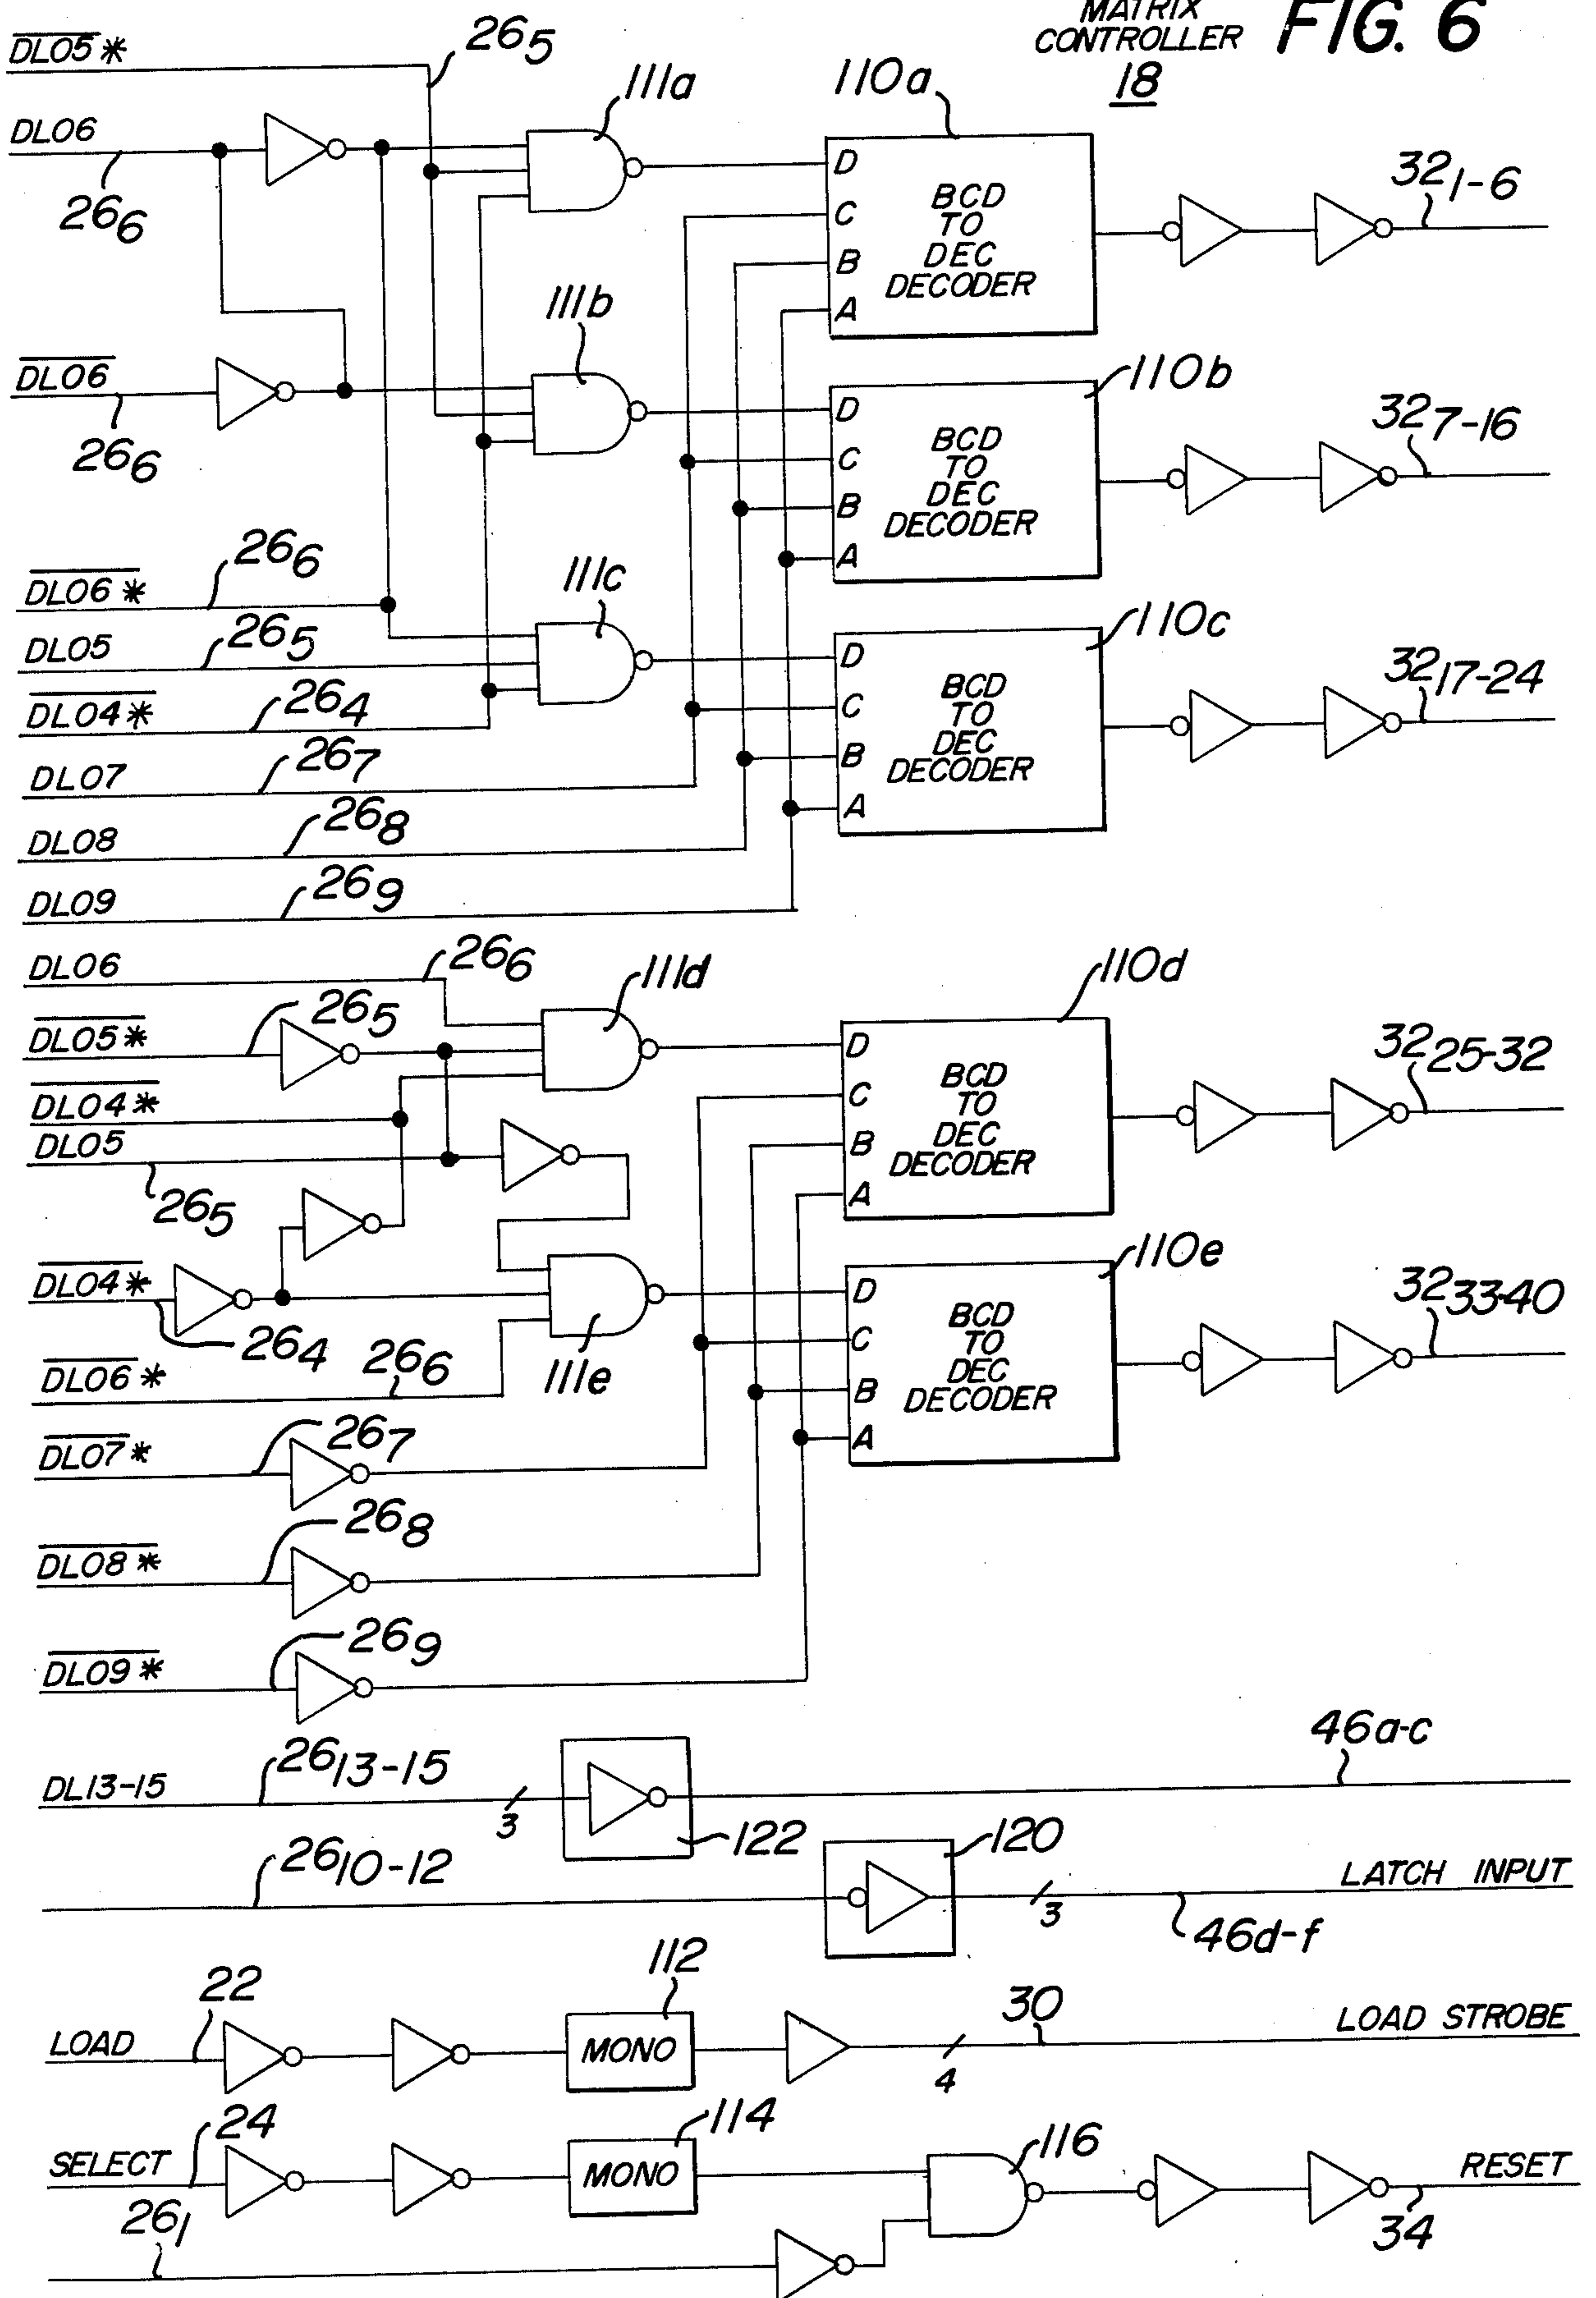 MATRIX
CONTROLLER
18
FIG. 6
DL05*
26₅
DL06
26₆
111a
110a
D
C
B
A
BCD
TO
DEC
DECODER
32₁₋₆
DL06
26₆
111b
110b
D
C
B
A
BCD
TO
DEC
DECODER
32₇₋₁₆
DL06*
26₆
DL05
26₅
DL04*
26₄
111c
110c
D
C
B
A
BCD
TO
DEC
DECODER
32₁₇₋₂₄
DL07
26₇
DL08
26₈
DL09
26₉
DL06
26₆
DL05*
26₅
DL04*
DL05
26₅
111d
110d
D
C
B
A
BCD
TO
DEC
DECODER
32₂₅₋₃₂
DL04*
26₄
DL06*
26₆
111e
110e
D
C
B
A
BCD
TO
DEC
DECODER
32₃₃₋₄₀
DL07*
26₇
DL08*
26₈
DL09*
26₉
DL13-15
26₁₃₋₁₅
3
122
46a-c
26₁₀₋₁₂
120
3
46d-f
LATCH INPUT
LOAD
22
112
MONO
4
30
LOAD STROBE
SELECT
24
114
MONO
116
34
RESET
26₁